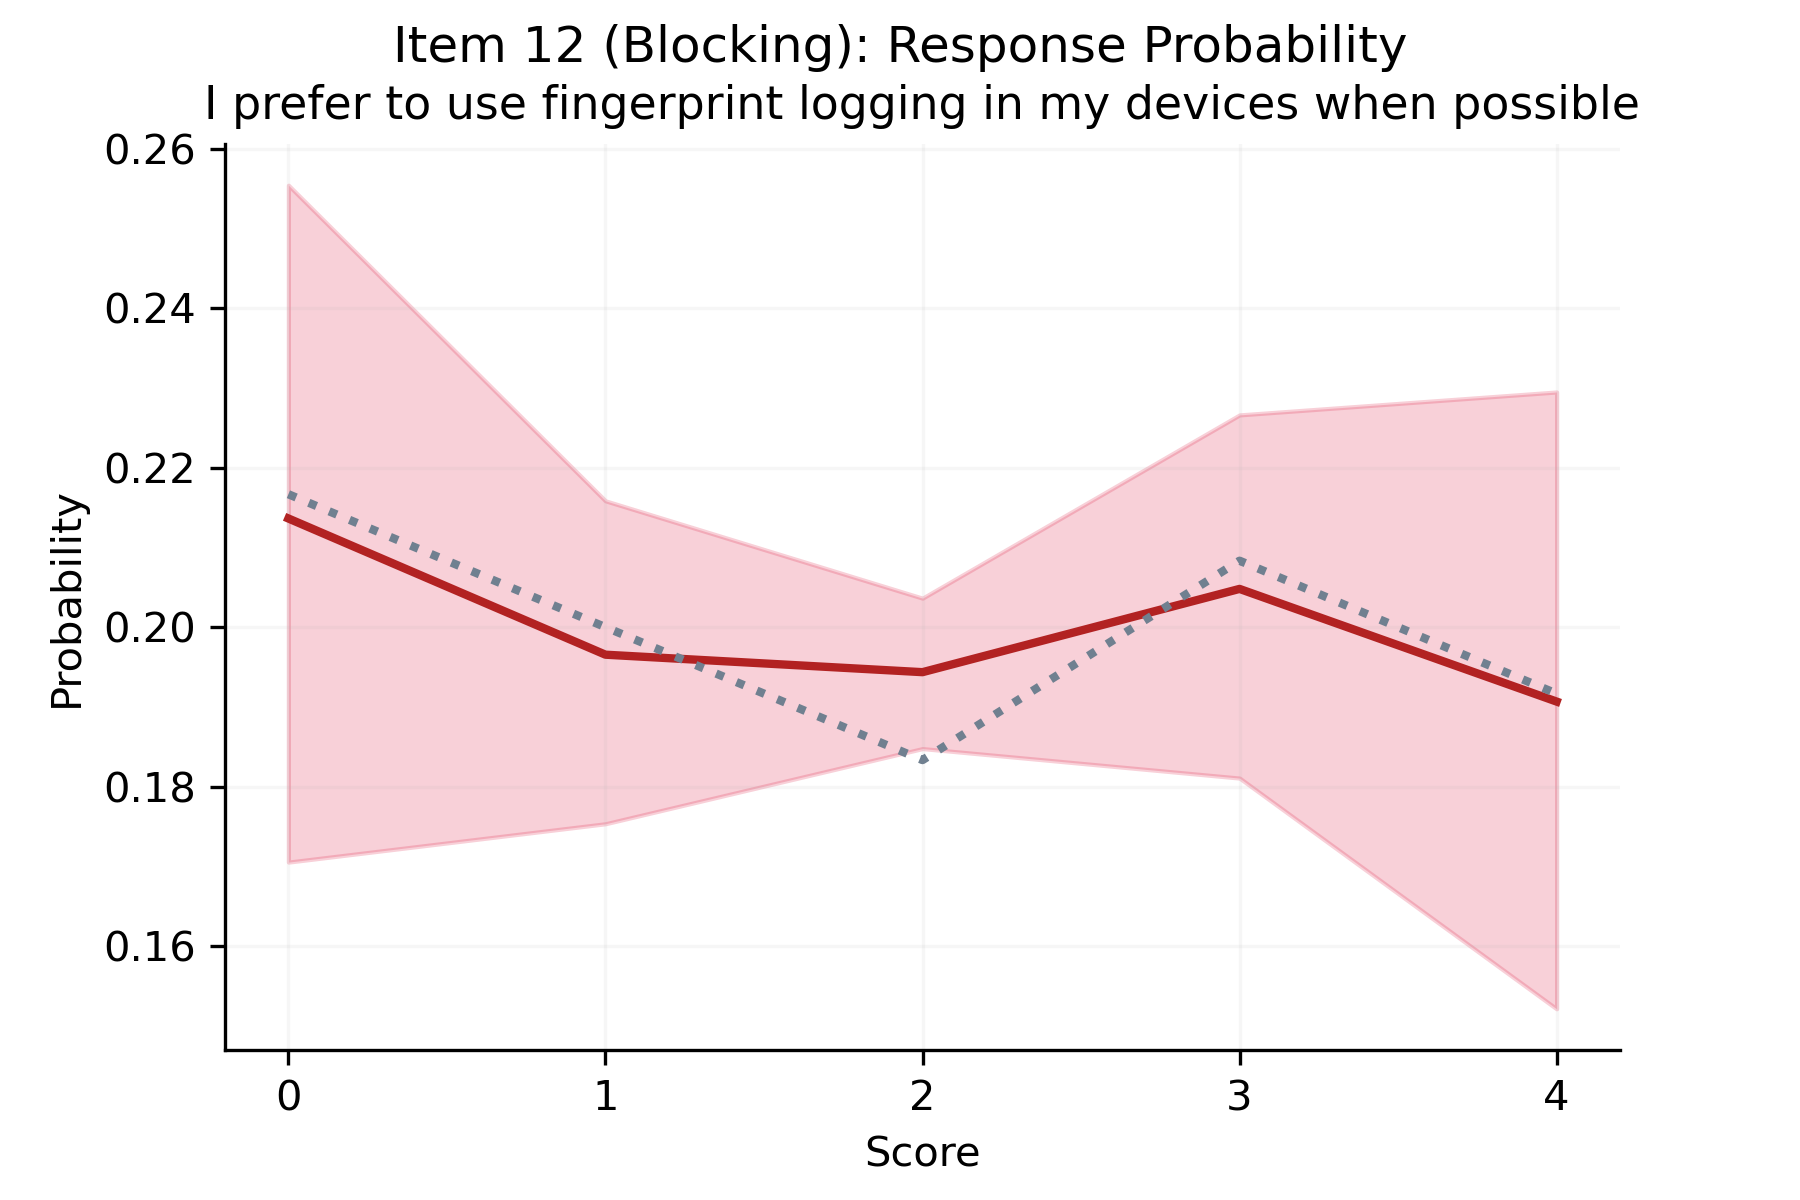 Item 12 (Blocking): Response Probability
I prefer to use fingerprint logging in my devices when possible
0.26
0.24
0.22
0.20
0.18
0.16
Probability
0 1 2 3 4
Score